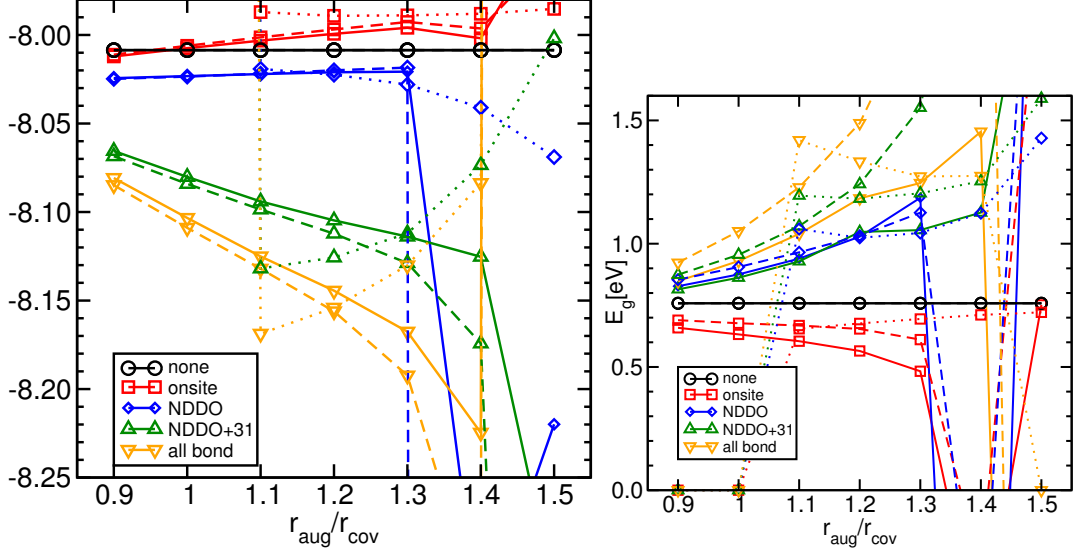 -8.00
-8.05
-8.10
-8.15
-8.20
-8.25
none
onsite
NDDO
NDDO+31
all bond
0.9 1.0 1.1 1.2 1.3 1.4 1.5
r_aug/r_cov
E_g[eV]
1.5
1.0
0.5
0.0
none
onsite
NDDO
NDDO+31
all bond
0.9 1.0 1.1 1.2 1.3 1.4 1.5
r_aug/r_cov